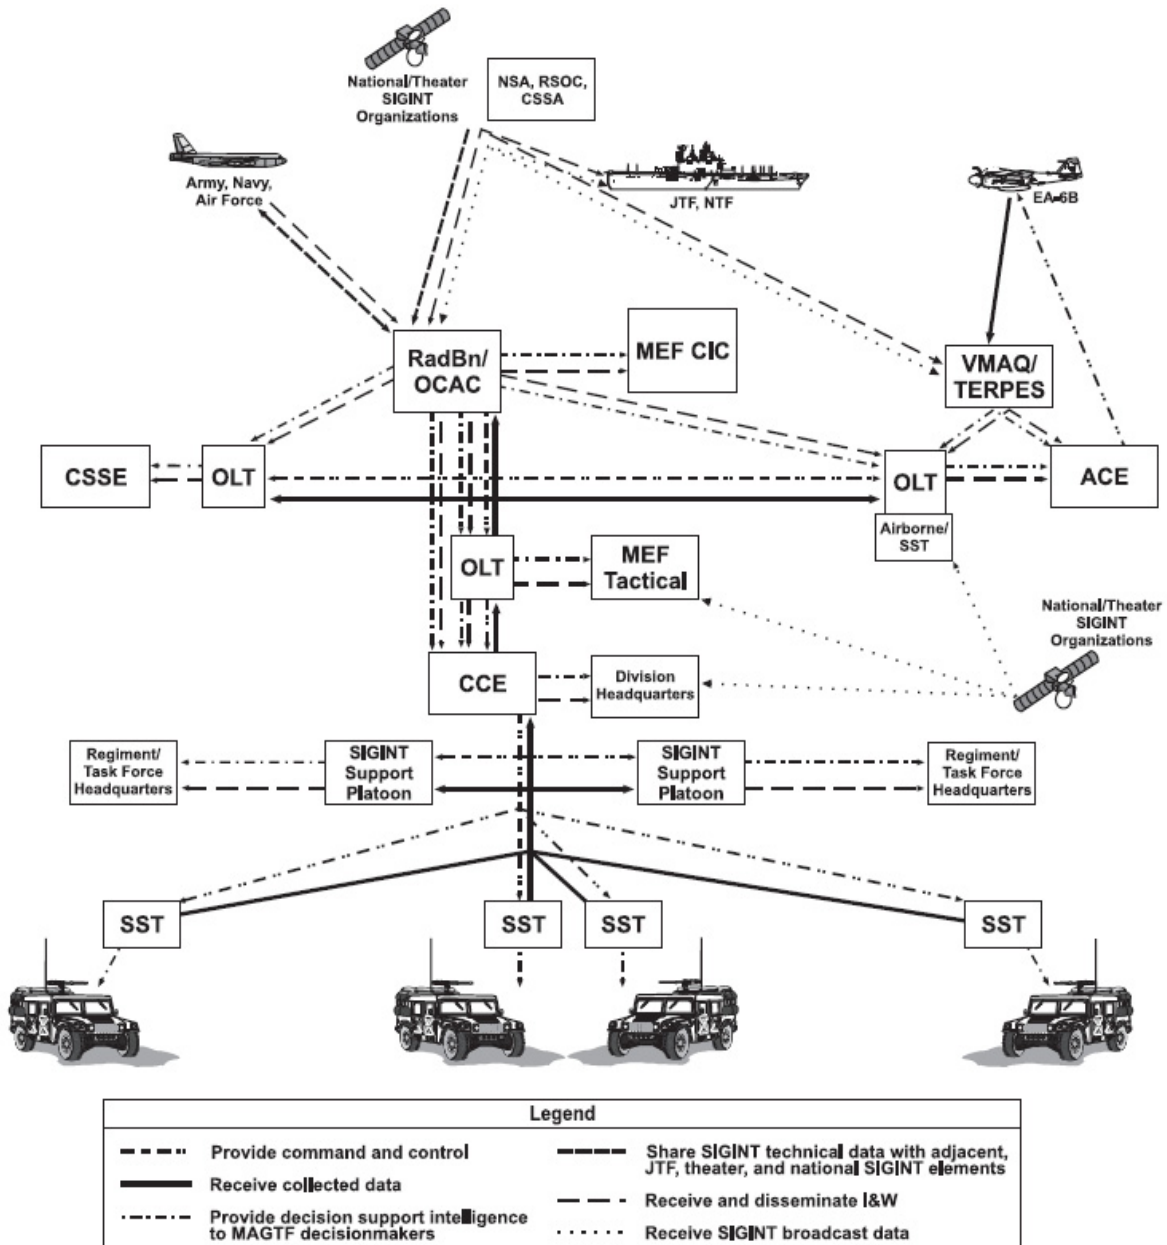 National/Theater
SIGINT
Organizations
NSA, RSOC,
CSSA
Army, Navy,
Air Force
JTF, NTF
EA-6B
RadBn/
OCAC
MEF CIC
VMAQ/
TERPES
CSSE
OLT
OLT
ACE
Airborne/
SST
OLT
MEF
Tactical
National/Theater
SIGINT
Organizations
CCE
Division
Headquarters
Regiment/
Task Force
Headquarters
SIGINT
Support
Platoon
SIGINT
Support
Platoon
Regiment/
Task Force
Headquarters
SST
SST
SST
SST
Legend
Provide command and control
Receive collected data
Provide decision support intelligence
to MAGTF decisionmakers
Share SIGINT technical data with adjacent,
JTF, theater, and national SIGINT elements
Receive and disseminate I&W
Receive SIGINT broadcast data